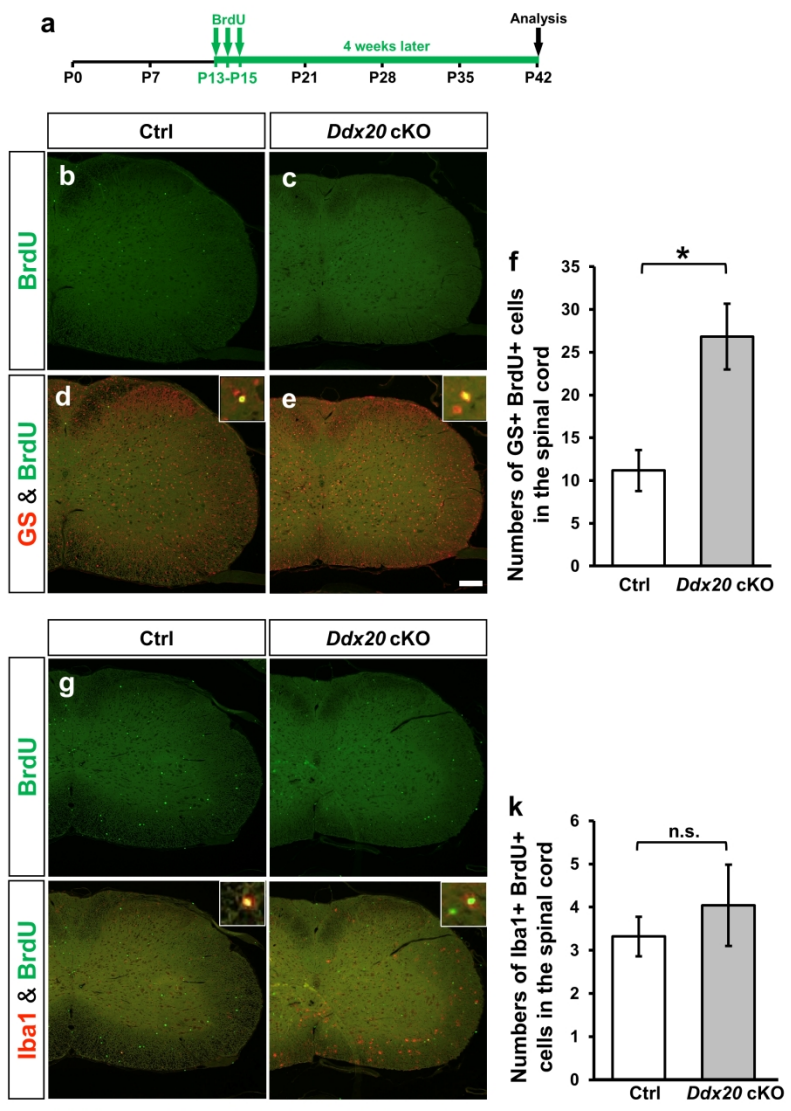 a
BrdU
Analysis
4 weeks later
P0 P7 P13-P15 P21 P28 P35 P42
Ctrl Ddx20 cKO
BrdU
b c
GS & BrdU
d e
f
Numbers of GS+ BrdU+ cells
in the spinal cord
35
30
25
20
15
10
5
0
*
Ctrl Ddx20 cKO
Ctrl Ddx20 cKO
BrdU
g
Iba1 & BrdU
k
Numbers of Iba1+ BrdU+
cells in the spinal cord
6
5
4
3
2
1
0
n.s.
Ctrl Ddx20 cKO